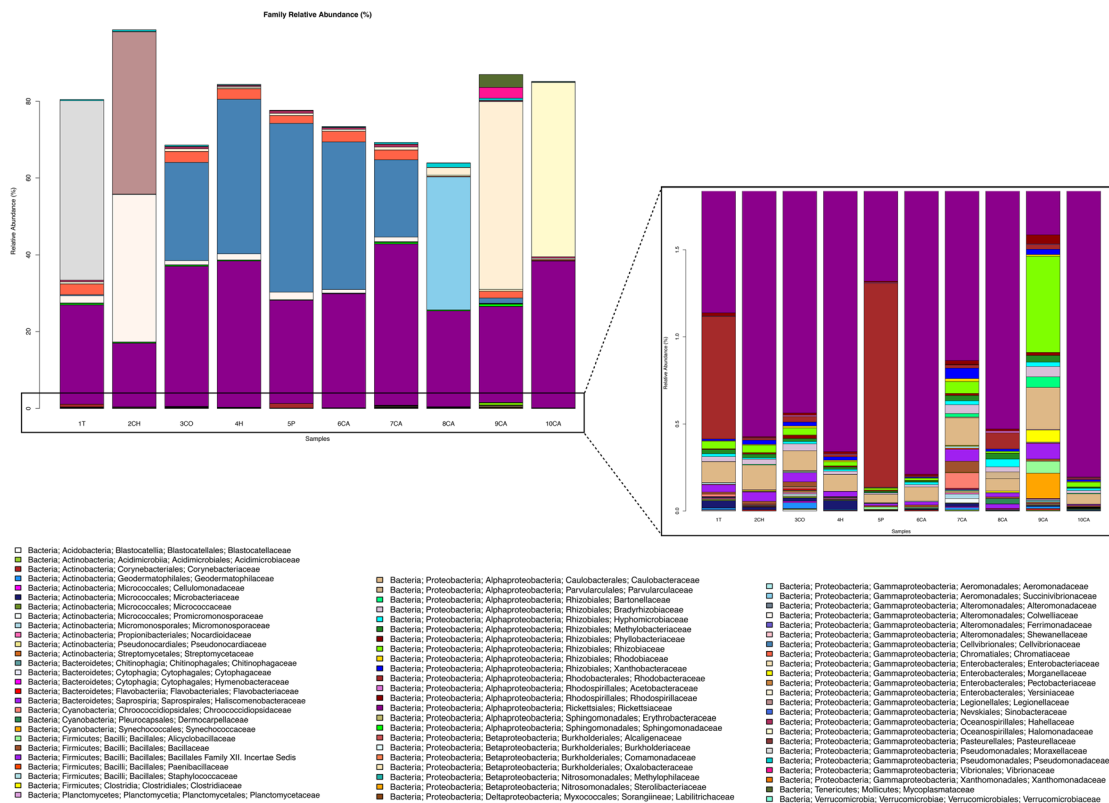 Family Relative Abundance (%)
Relative Abundance (%)
80
60
40
20
0
1T
2CH
3CO
4H
5P
6CA
7CA
8CA
9CA
10CA
Samples
Relative Abundance (%)
1.5
1.0
0.5
0.0
1T
2CH
3CO
4H
5P
6CA
7CA
8CA
9CA
10CA
Samples
Bacteria; Acidobacteria; Blastocatellia; Blastocatellales; Blastocatellaceae
Bacteria; Actinobacteria; Acidimicrobiia; Acidimicrobiales; Acidimicrobiaceae
Bacteria; Actinobacteria; Corynebacteriales; Corynebacteriaceae
Bacteria; Actinobacteria; Geodermatophilales; Geodermatophilaceae
Bacteria; Actinobacteria; Micrococcales; Cellulomonadaceae
Bacteria; Actinobacteria; Micrococcales; Microbacteriaceae
Bacteria; Actinobacteria; Micrococcales; Micrococcaceae
Bacteria; Actinobacteria; Micrococcales; Promicromonosporaceae
Bacteria; Actinobacteria; Micromonosporales; Micromonosporaceae
Bacteria; Actinobacteria; Propionibacteriales; Nocardioidaceae
Bacteria; Actinobacteria; Pseudonocardiales; Pseudonocardiaceae
Bacteria; Actinobacteria; Streptomycetales; Streptomycetaceae
Bacteria; Bacteroidetes; Chitinophagia; Chitinophagales; Chitinophagaceae
Bacteria; Bacteroidetes; Cytophagia; Cytophagales; Cytophagaceae
Bacteria; Bacteroidetes; Cytophagia; Cytophagales; Hymenobacteraceae
Bacteria; Bacteroidetes; Flavobacteriia; Flavobacteriales; Flavobacteriaceae
Bacteria; Bacteroidetes; Saprospiria; Saprospirales; Haliscomenobacteraceae
Bacteria; Cyanobacteria; Chroococcidiopsidales; Chroococcidiopsidaceae
Bacteria; Cyanobacteria; Pleurocapsales; Dermocarpellaceae
Bacteria; Cyanobacteria; Synechococcales; Synechococcaceae
Bacteria; Firmicutes; Bacilli; Bacillales; Alicyclobacillaceae
Bacteria; Firmicutes; Bacilli; Bacillales; Bacillaceae
Bacteria; Firmicutes; Bacilli; Bacillales; Bacillales Family XII. Incertae Sedis
Bacteria; Firmicutes; Bacilli; Bacillales; Paenibacillaceae
Bacteria; Firmicutes; Bacilli; Bacillales; Staphylococcaceae
Bacteria; Firmicutes; Clostridia; Clostridiales; Clostridiaceae
Bacteria; Planctomycetes; Planctomycetia; Planctomycetales; Planctomycetaceae
Bacteria; Proteobacteria; Alphaproteobacteria; Caulobacterales; Caulobacteraceae
Bacteria; Proteobacteria; Alphaproteobacteria; Parvularculales; Parvularculaceae
Bacteria; Proteobacteria; Alphaproteobacteria; Rhizobiales; Bartonellaceae
Bacteria; Proteobacteria; Alphaproteobacteria; Rhizobiales; Bradyrhizobiaceae
Bacteria; Proteobacteria; Alphaproteobacteria; Rhizobiales; Hyphomicrobiaceae
Bacteria; Proteobacteria; Alphaproteobacteria; Rhizobiales; Methylobacteriaceae
Bacteria; Proteobacteria; Alphaproteobacteria; Rhizobiales; Phyllobacteriaceae
Bacteria; Proteobacteria; Alphaproteobacteria; Rhizobiales; Rhizobiaceae
Bacteria; Proteobacteria; Alphaproteobacteria; Rhizobiales; Rhodobiaceae
Bacteria; Proteobacteria; Alphaproteobacteria; Rhizobiales; Xanthobacteraceae
Bacteria; Proteobacteria; Alphaproteobacteria; Rhodobacterales; Rhodobacteraceae
Bacteria; Proteobacteria; Alphaproteobacteria; Rhodospirillales; Acetobacteraceae
Bacteria; Proteobacteria; Alphaproteobacteria; Rhodospirillales; Rhodospirillaceae
Bacteria; Proteobacteria; Alphaproteobacteria; Rickettsiales; Rickettsiaceae
Bacteria; Proteobacteria; Alphaproteobacteria; Sphingomonadales; Erythrobacteraceae
Bacteria; Proteobacteria; Alphaproteobacteria; Sphingomonadales; Sphingomonadaceae
Bacteria; Proteobacteria; Betaproteobacteria; Burkholderiales; Alcaligenaceae
Bacteria; Proteobacteria; Betaproteobacteria; Burkholderiales; Burkholderiaceae
Bacteria; Proteobacteria; Betaproteobacteria; Burkholderiales; Comamonadaceae
Bacteria; Proteobacteria; Betaproteobacteria; Burkholderiales; Oxalobacteraceae
Bacteria; Proteobacteria; Betaproteobacteria; Nitrosomonadales; Methylophilaceae
Bacteria; Proteobacteria; Betaproteobacteria; Nitrosomonadales; Sterolibacteriaceae
Bacteria; Proteobacteria; Deltaproteobacteria; Myxococcales; Sorangiineae; Labilitrichaceae
Bacteria; Proteobacteria; Gammaproteobacteria; Aeromonadales; Aeromonadaceae
Bacteria; Proteobacteria; Gammaproteobacteria; Aeromonadales; Succinivibrionaceae
Bacteria; Proteobacteria; Gammaproteobacteria; Alteromonadales; Alteromonadaceae
Bacteria; Proteobacteria; Gammaproteobacteria; Alteromonadales; Colwelliaceae
Bacteria; Proteobacteria; Gammaproteobacteria; Alteromonadales; Ferrimonadaceae
Bacteria; Proteobacteria; Gammaproteobacteria; Alteromonadales; Shewanellaceae
Bacteria; Proteobacteria; Gammaproteobacteria; Cellvibrionales; Cellvibrionaceae
Bacteria; Proteobacteria; Gammaproteobacteria; Chromatiales; Chromatiaceae
Bacteria; Proteobacteria; Gammaproteobacteria; Enterobacterales; Enterobacteriaceae
Bacteria; Proteobacteria; Gammaproteobacteria; Enterobacterales; Morganellaceae
Bacteria; Proteobacteria; Gammaproteobacteria; Enterobacterales; Pectobacteriaceae
Bacteria; Proteobacteria; Gammaproteobacteria; Enterobacterales; Yersiniaceae
Bacteria; Proteobacteria; Gammaproteobacteria; Legionellales; Legionellaceae
Bacteria; Proteobacteria; Gammaproteobacteria; Nevskiales; Sinobacteraceae
Bacteria; Proteobacteria; Gammaproteobacteria; Oceanospirillales; Hahellaceae
Bacteria; Proteobacteria; Gammaproteobacteria; Oceanospirillales; Halomonadaceae
Bacteria; Proteobacteria; Gammaproteobacteria; Pasteurellales; Pasteurellaceae
Bacteria; Proteobacteria; Gammaproteobacteria; Pseudomonadales; Moraxellaceae
Bacteria; Proteobacteria; Gammaproteobacteria; Pseudomonadales; Pseudomonadaceae
Bacteria; Proteobacteria; Gammaproteobacteria; Vibrionales; Vibrionaceae
Bacteria; Proteobacteria; Gammaproteobacteria; Xanthomonadales; Xanthomonadaceae
Bacteria; Tenericutes; Mollicutes; Mycoplasmataceae
Bacteria; Verrucomicrobia; Verrucomicrobiae; Verrucomicrobiales; Verrucomicrobiaceae